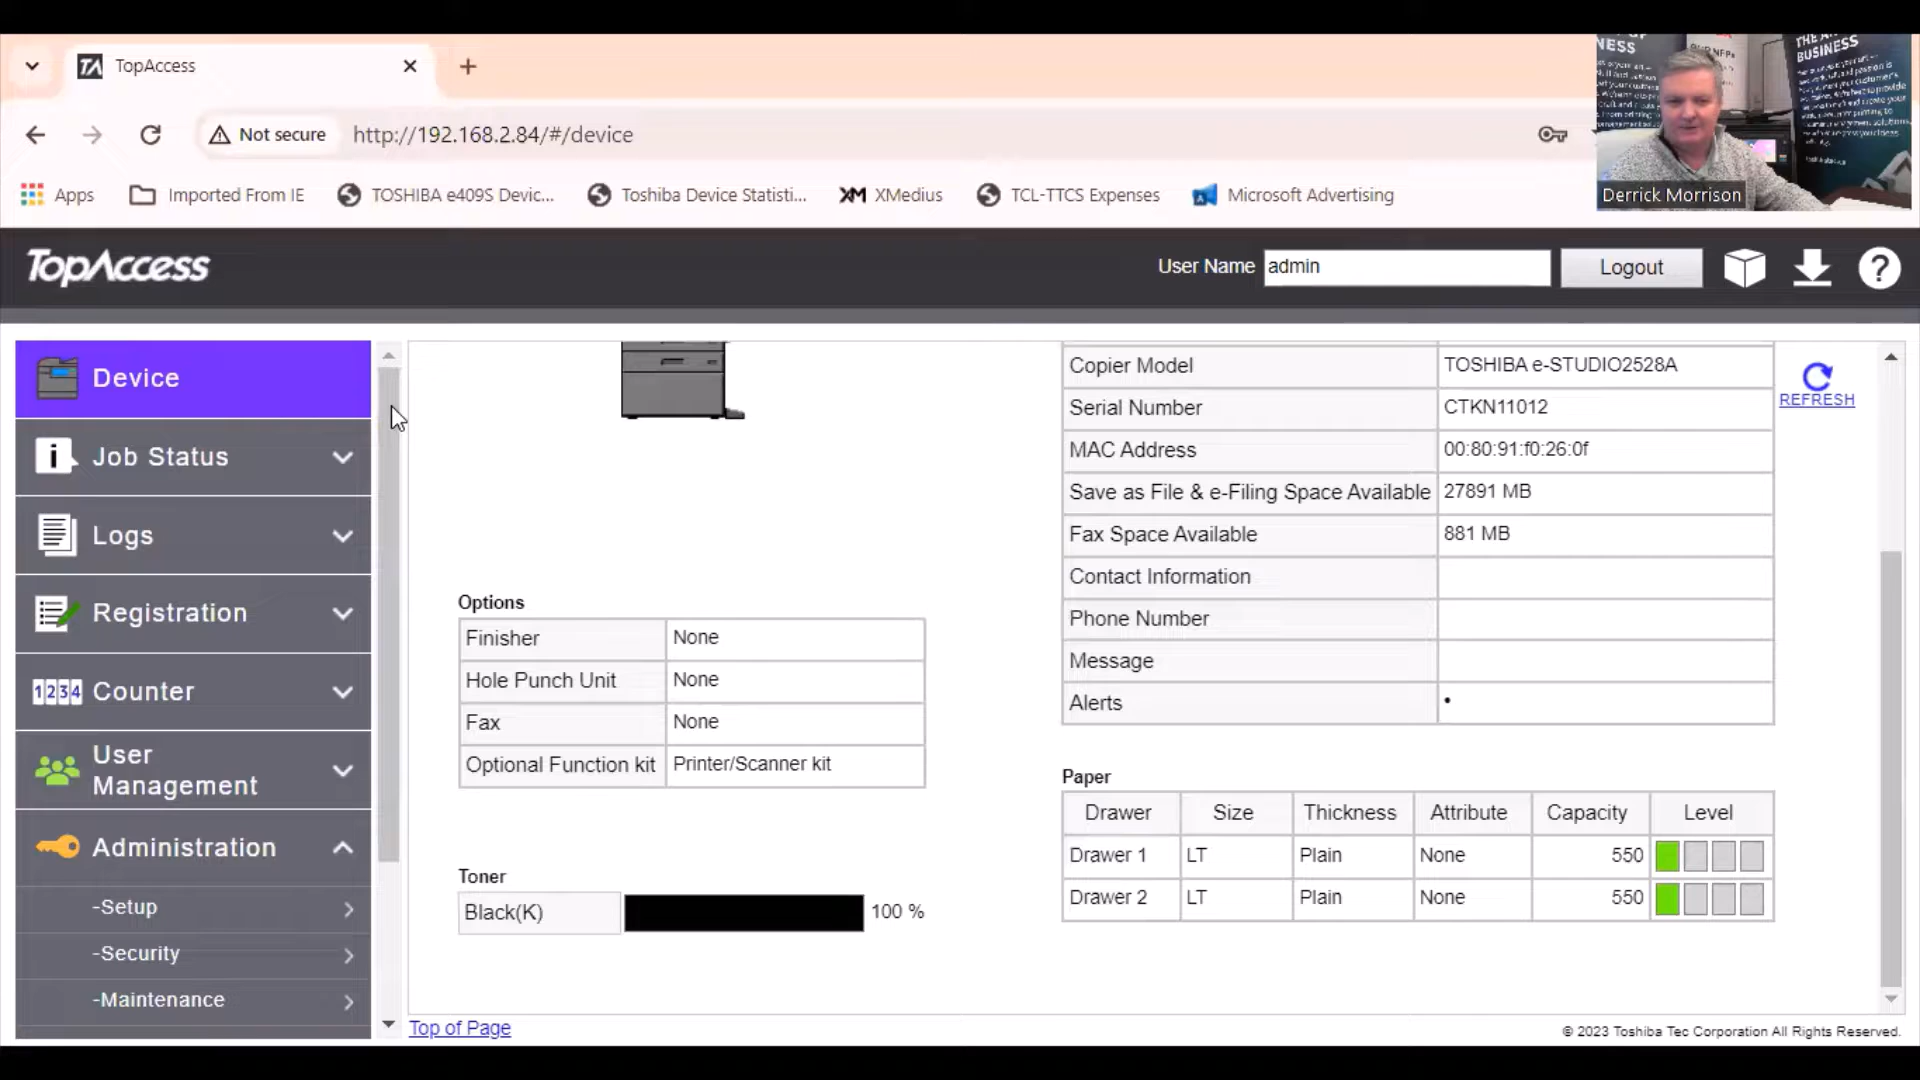 TopAccess
Not secure
http://192.168.2.84/#/device
Apps
Imported From IE
TOSHIBA e409S Devic...
Toshiba Device Statisti...
XMedius
TCL-TTCS Expenses
Microsoft Advertising
NESS
THE A
BUSINESS
Derrick Morrison
TopAccess
User Name
admin
Logout
Device
Job Status
Logs
Registration
1234
Counter
User
Management
Administration
-Setup
-Security
-Maintenance
Copier Model TOSHIBA e-STUDIO2528A
Serial Number CTKN11012
MAC Address 00:80:91:f0:26:0f
Save as File & e-Filing Space Available 27891 MB
Fax Space Available 881 MB
Contact Information
Phone Number
Message
Alerts •
REFRESH
Options
Finisher None
Hole Punch Unit None
Fax None
Optional Function kit Printer/Scanner kit
Toner
Black(K) 100 %
Paper
Drawer Size Thickness Attribute Capacity Level
Drawer 1 LT Plain None 550
Drawer 2 LT Plain None 550
Top of Page
© 2023 Toshiba Tec Corporation All Rights Reserved.